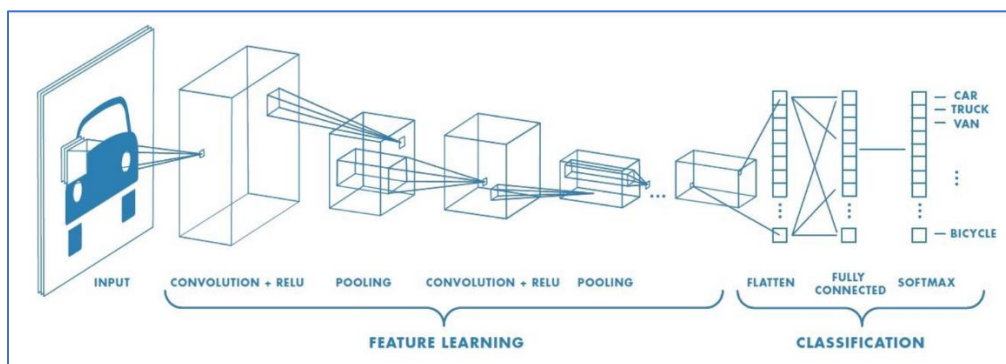 CAR
TRUCK
VAN
BICYCLE
INPUT
CONVOLUTION + RELU
POOLING
CONVOLUTION + RELU
POOLING
FLATTEN
FULLY
CONNECTED
SOFTMAX
FEATURE LEARNING
CLASSIFICATION